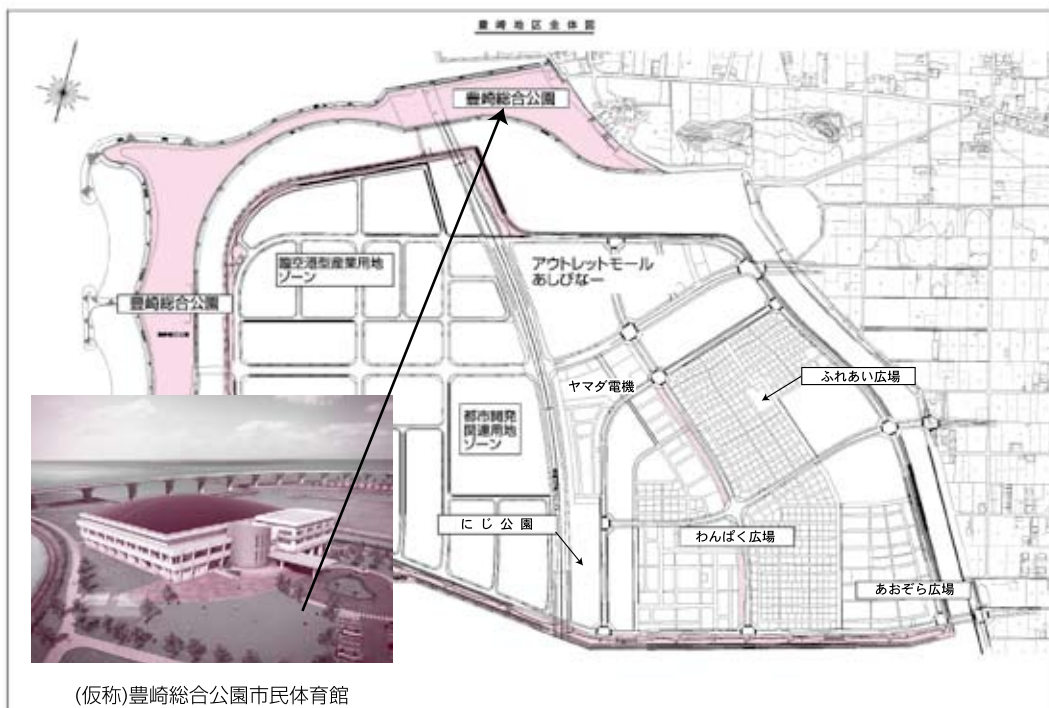 豊崎地区全体図
豊崎総合公園
臨空港型産業用地
ゾーン
アウトレットモール
あしびなー
豊崎総合公園
ヤマダ電機
ふれあい広場
都市開発
関連用地
ゾーン
にじ公園
わんぱく広場
あおぞら広場
(仮称)豊崎総合公園市民体育館